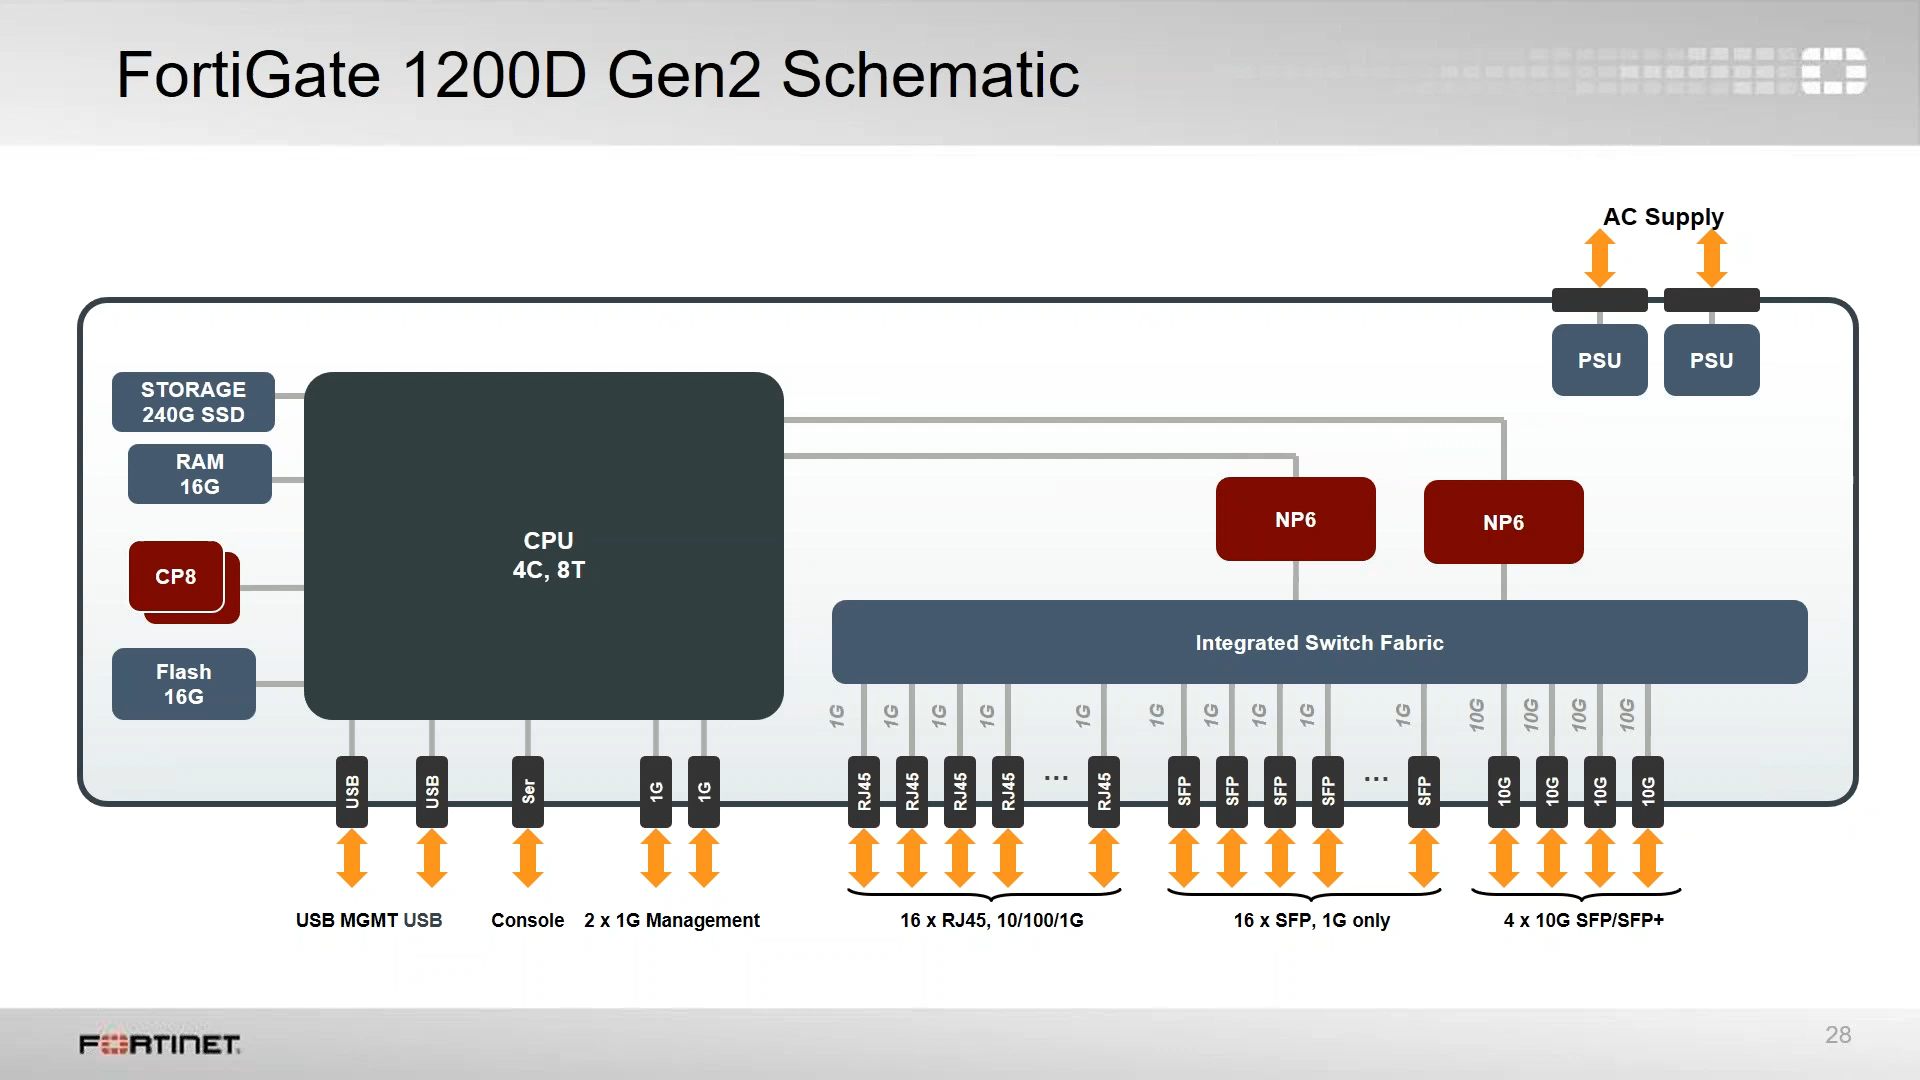 FortiGate 1200D Gen2 Schematic
AC Supply
PSU PSU
STORAGE
240G SSD
RAM
16G
CP8
Flash
16G
CPU
4C, 8T
NP6 NP6
Integrated Switch Fabric
1G 1G 1G 1G 1G 1G 1G 1G 1G 1G 10G 10G 10G 10G
USB USB Ser 1G 1G RJ45 RJ45 RJ45 RJ45 ... RJ45 SFP SFP SFP SFP ... SFP 10G 10G 10G 10G
USB MGMT USB Console 2 x 1G Management 16 x RJ45, 10/100/1G 16 x SFP, 1G only 4 x 10G SFP/SFP+
FORTINET
28